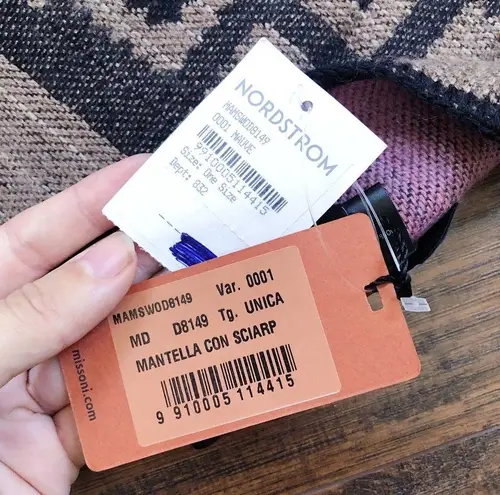 NORDSTROM
MAMSWOD8149
0001 MAUVE
9910005114415
Size: One Size
Dept: 832
MAMSWOD8149 Var. 0001
MD D8149 Tg. UNICA
MANTELLA CON SCIARP
9 910005 114415
missoni.com